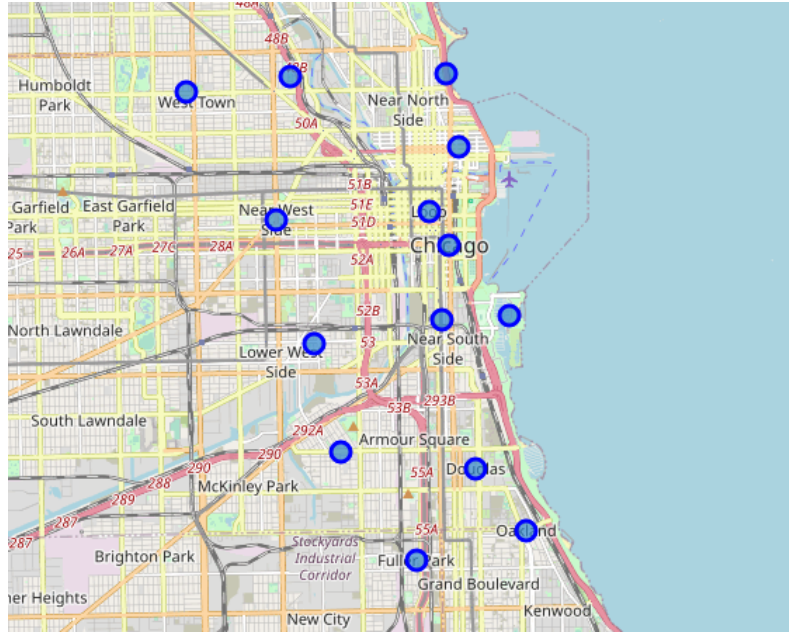 48A
48B
Humboldt
Park
West Town
Near North
Side
50A
51B
51E
51D
Garfield
Park
East Garfield
Park
Near West
Side
Loop
Chicago
25
26A
27A
27C
28A
52A
52B
North Lawndale
53
Near South
Side
Lower West
Side
53A
53B
293B
South Lawndale
292A
Armour Square
290
290
288
289
287
287
McKinley Park
55A
Douglas
55A
Oakland
Brighton Park
Stockyards
Industrial
Corridor
Fuller Park
Grand Boulevard
ner Heights
New City
Kenwood